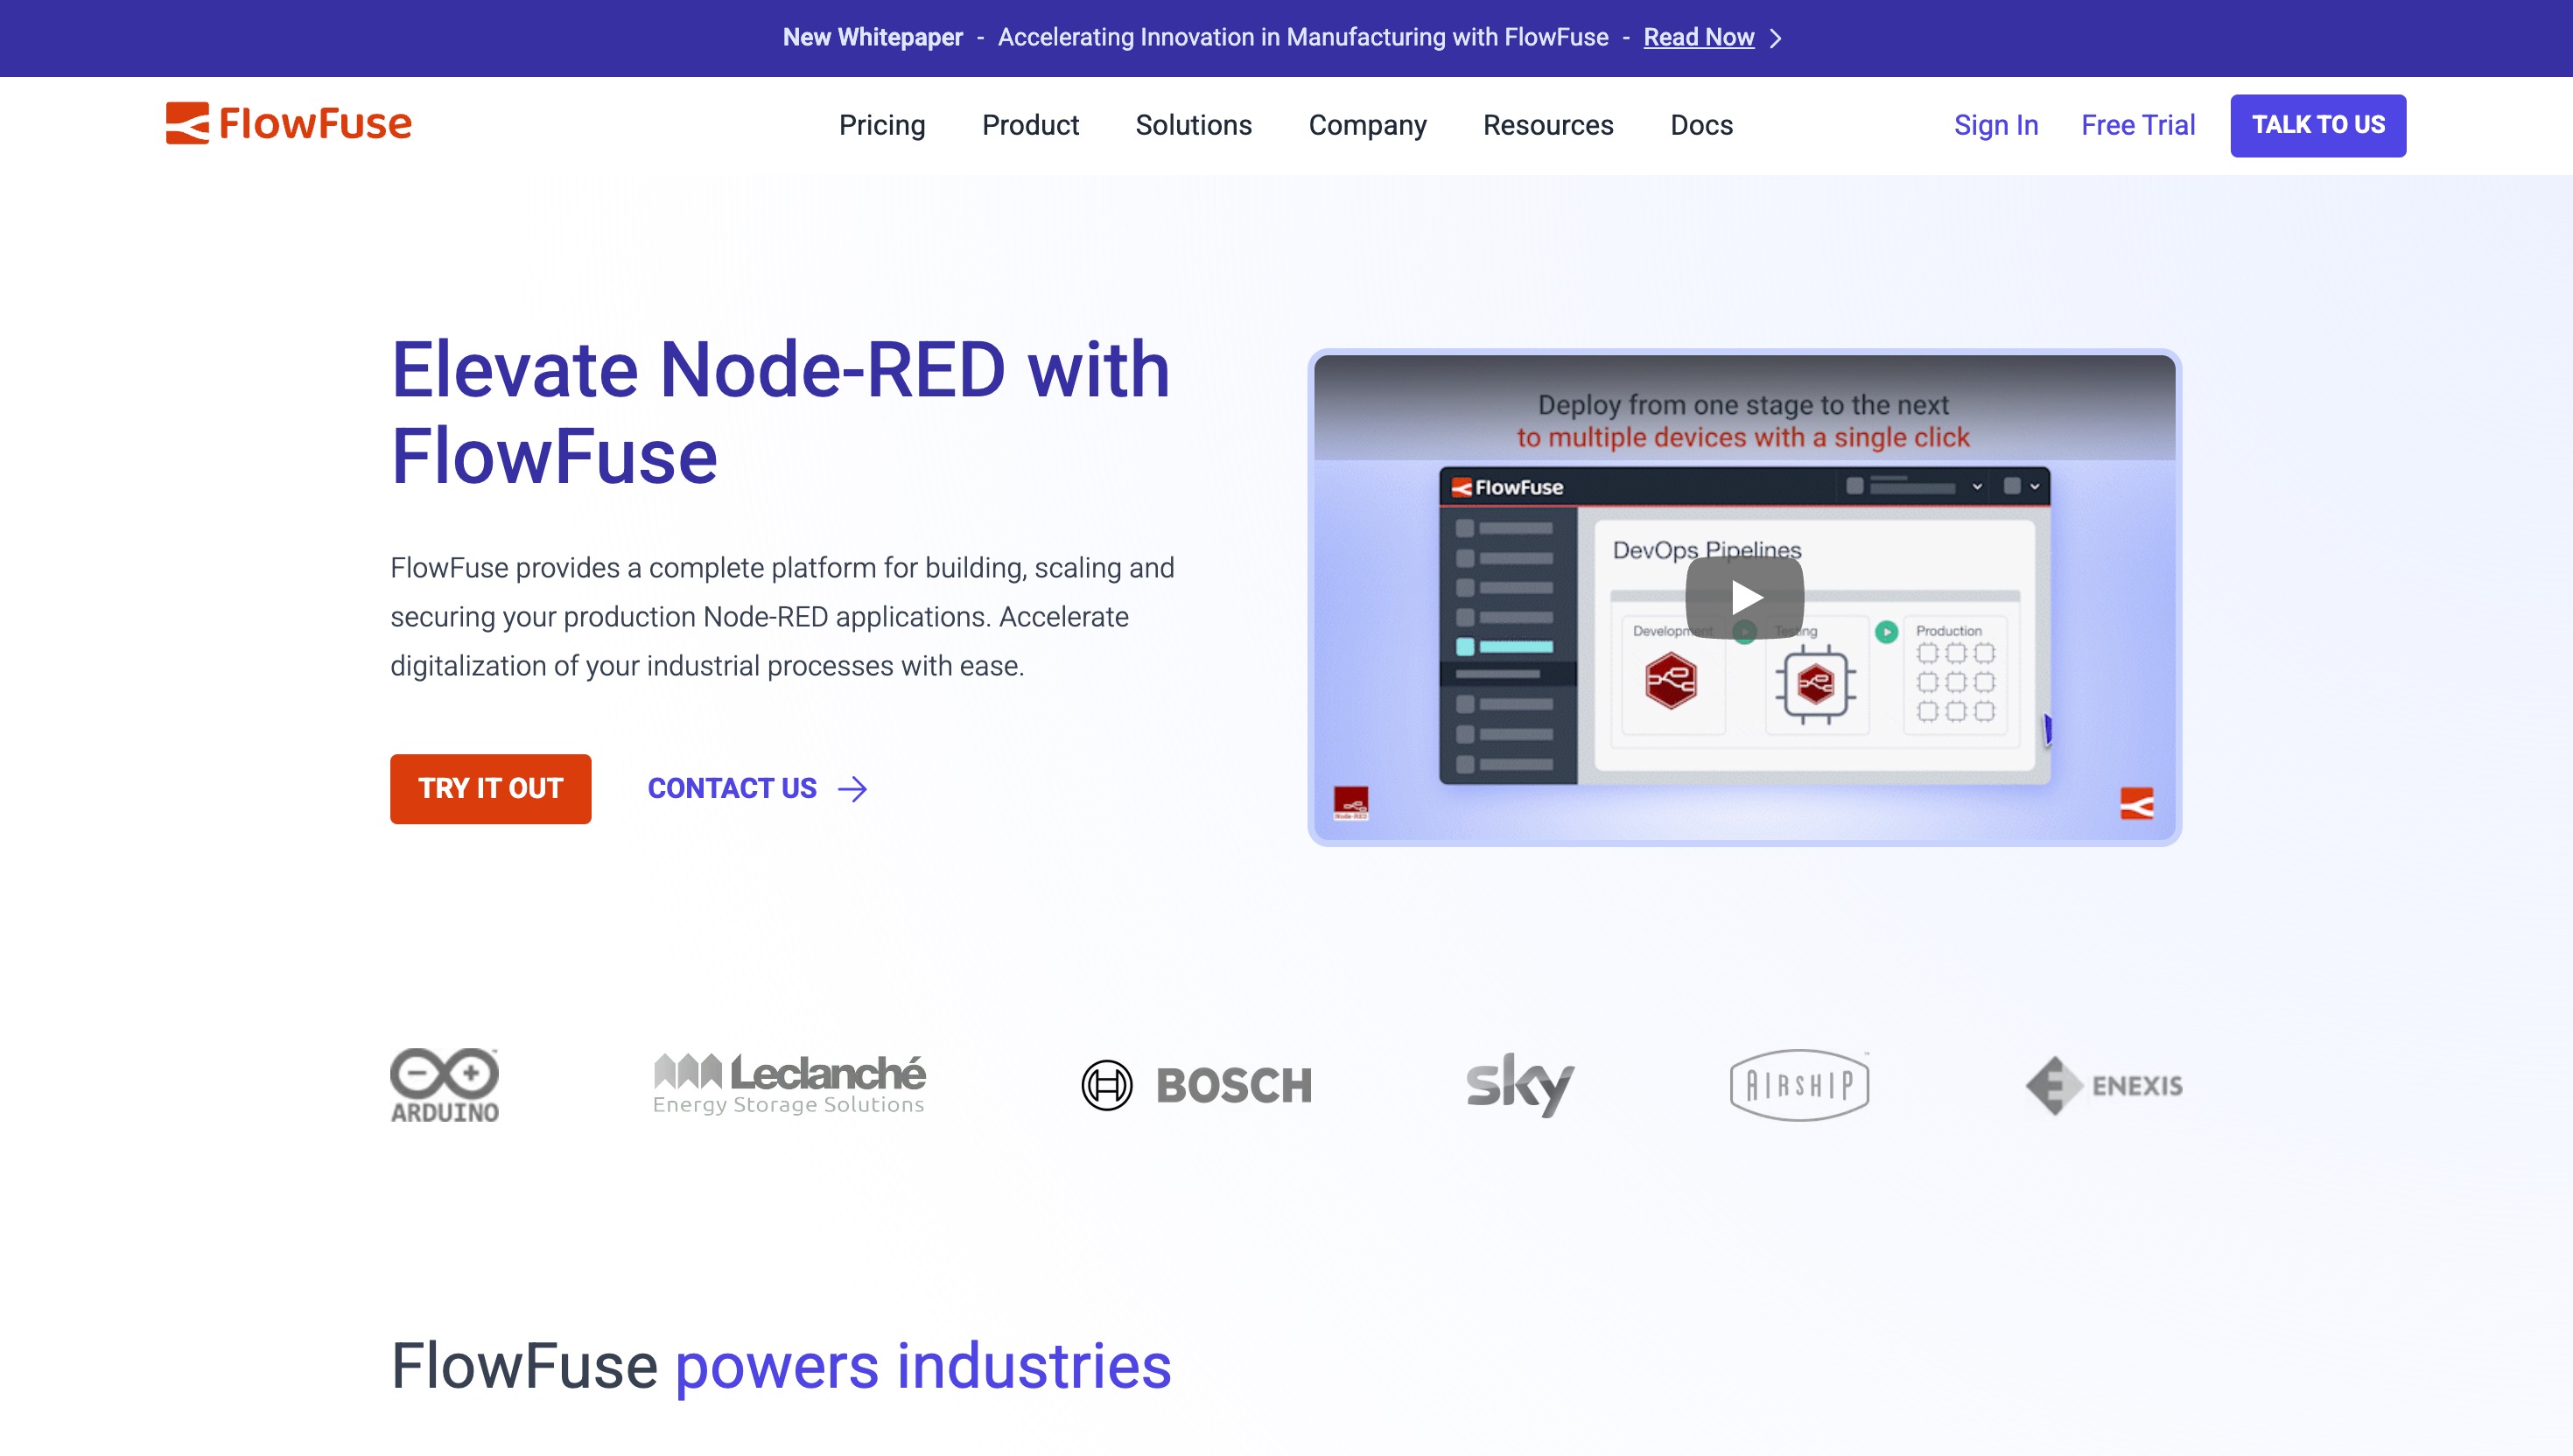 New Whitepaper - Accelerating Innovation in Manufacturing with FlowFuse - Read Now
FlowFuse
Pricing
Product
Solutions
Company
Resources
Docs
Sign In
Free Trial
TALK TO US
Elevate Node-RED with
FlowFuse
FlowFuse provides a complete platform for building, scaling and
securing your production Node-RED applications. Accelerate
digitalization of your industrial processes with ease.
TRY IT OUT
CONTACT US
Deploy from one stage to the next
to multiple devices with a single click
FlowFuse
DevOps Pipelines
Development
Testing
Production
Node-RED
ARDUINO
Leclanché
Energy Storage Solutions
BOSCH
sky
AIRSHIP
ENEXIS
FlowFuse powers industries